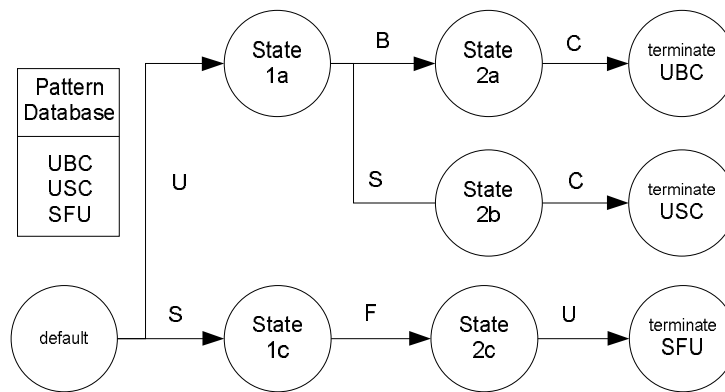 State
1a
B
State
2a
C
terminate
UBC
Pattern
Database
UBC
USC
SFU
U
S
State
2b
C
terminate
USC
default
S
State
1c
F
State
2c
U
terminate
SFU